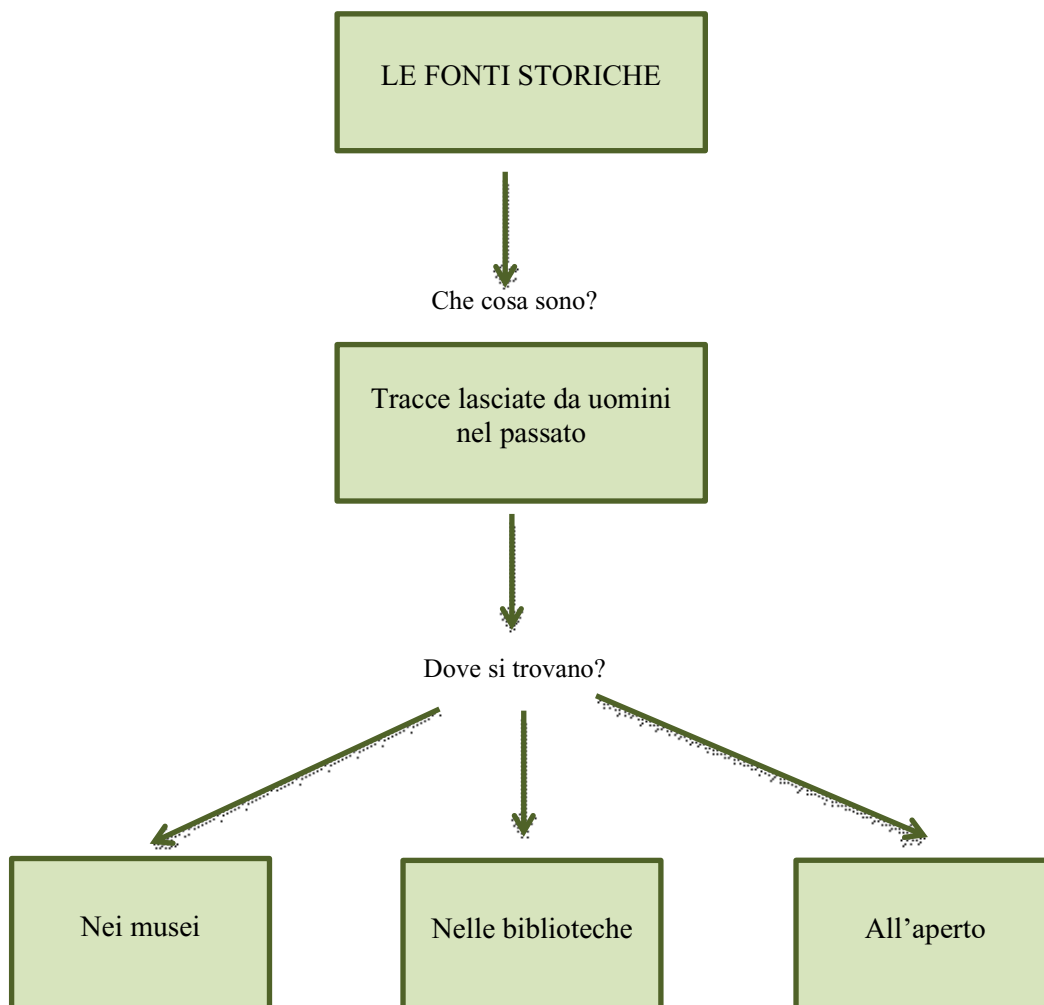 LE FONTI STORICHE
Che cosa sono?
Tracce lasciate da uomini
nel passato
Dove si trovano?
Nei musei
Nelle biblioteche
All’aperto